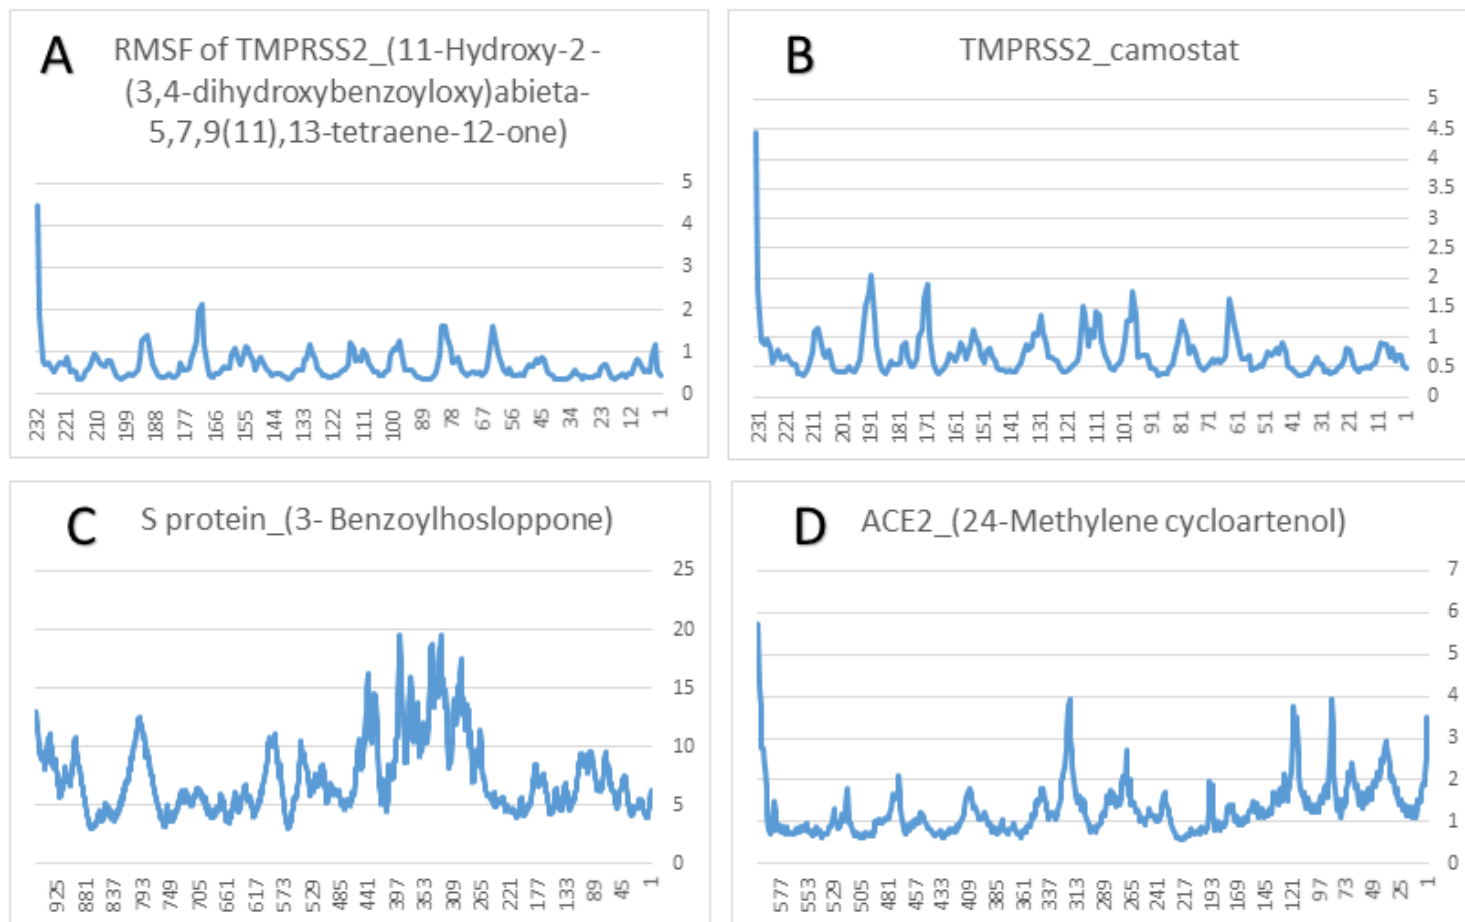 A
RMSF of TMPRSS2_(11-Hydroxy-2 -
(3,4-dihydroxybenzoyloxy)abieta-
5,7,9(11),13-tetraene-12-one)
5
4
3
2
1
0
232 221 210 199 188 177 166 155 144 133 122 111 100 89 78 67 56 45 34 23 12 1
B
TMPRSS2_camostat
5
4.5
4
3.5
3
2.5
2
1.5
1
0.5
0
231 221 211 201 191 181 171 161 151 141 131 121 111 101 91 81 71 61 51 41 31 21 11 1
C
S protein_(3- Benzoylhosloppone)
25
20
15
10
5
0
925 881 837 793 749 705 661 617 573 529 485 441 397 353 309 265 221 177 133 89 45 1
D
ACE2_(24-Methylene cycloartenol)
7
6
5
4
3
2
1
0
577 553 529 505 481 457 433 409 385 361 337 313 289 265 241 217 193 169 145 121 97 73 49 25 1